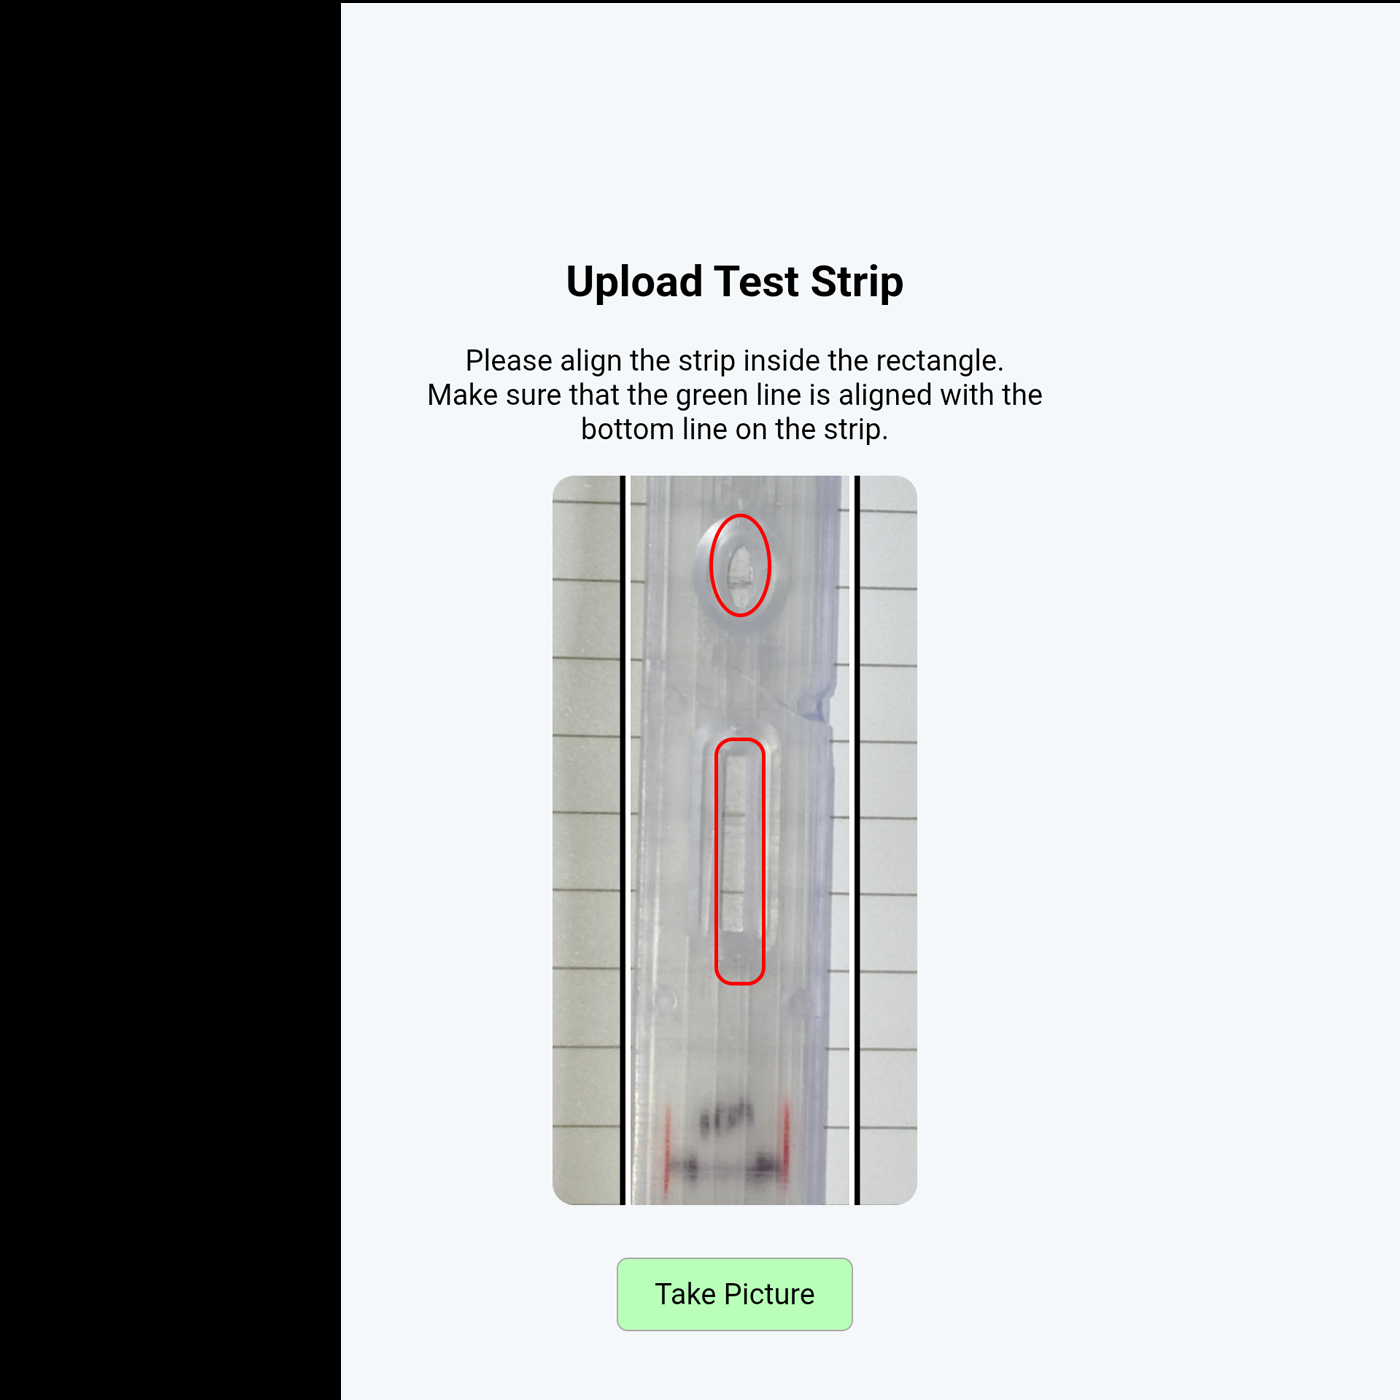 Upload Test Strip
Please align the strip inside the rectangle.
Make sure that the green line is aligned with the
bottom line on the strip.
Take Picture